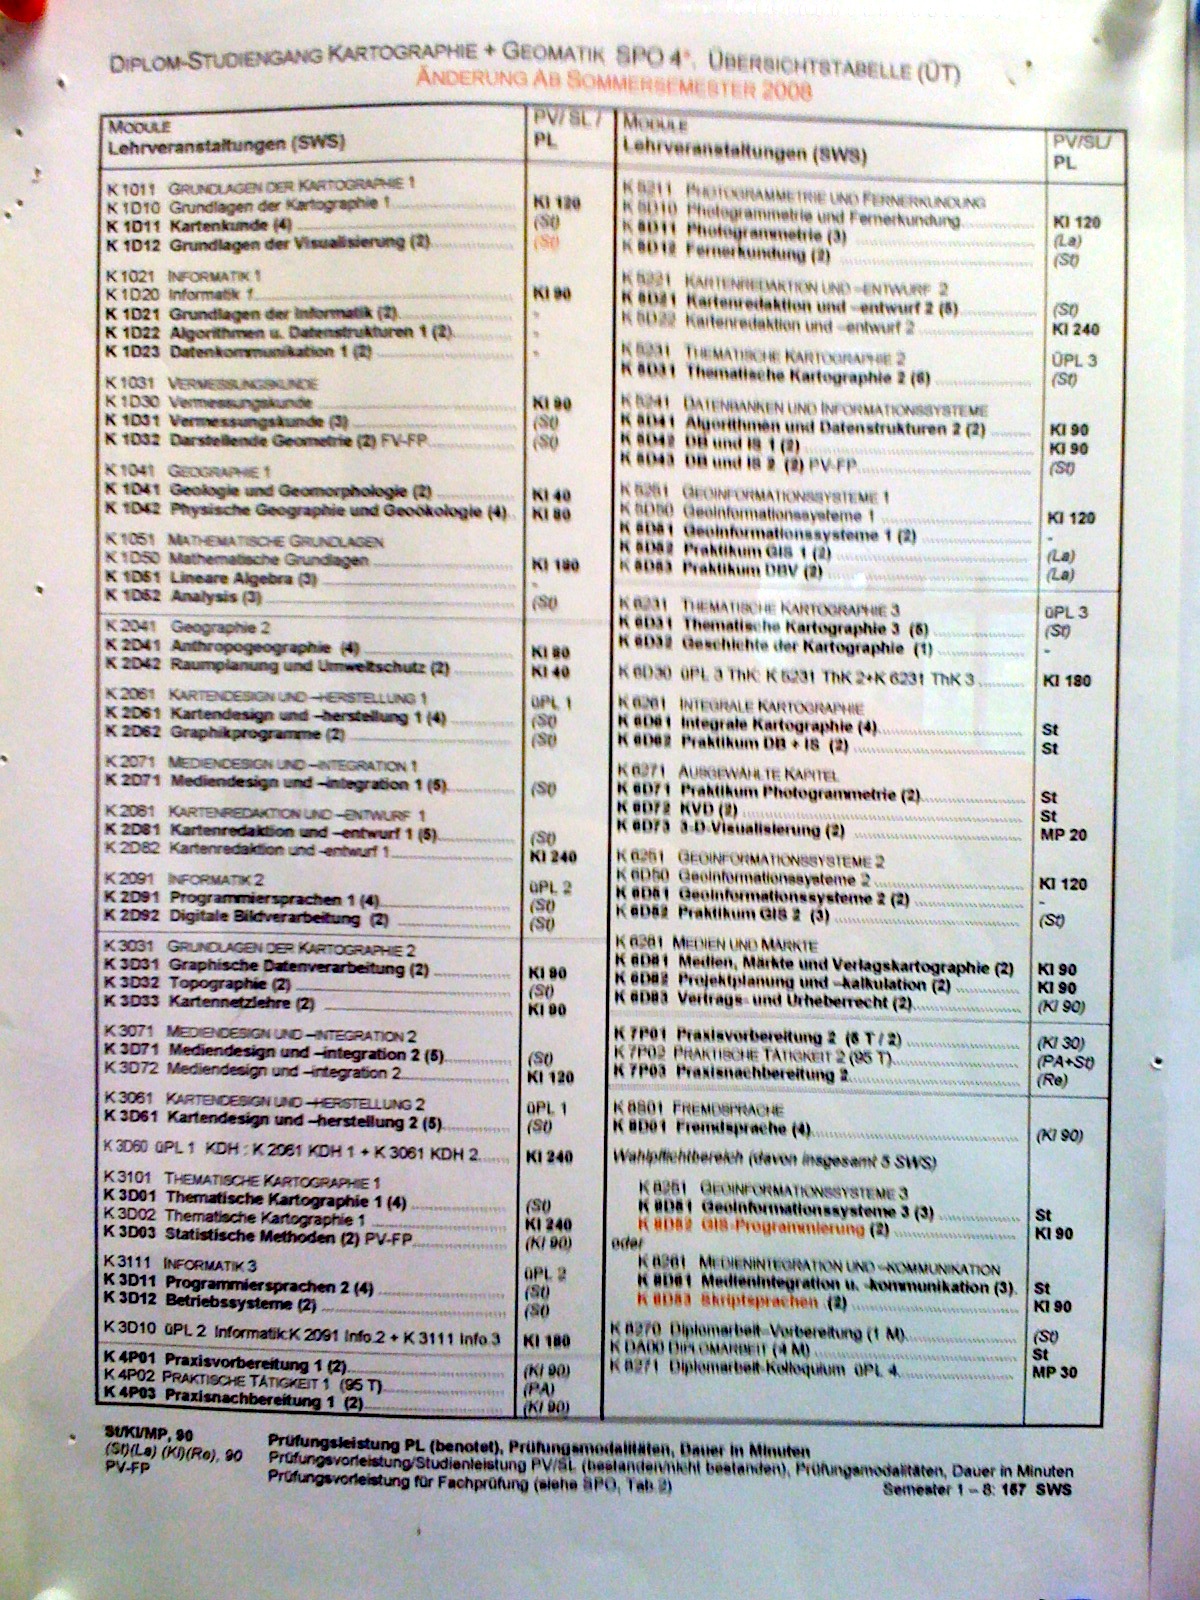 DIPLOM-STUDIENGANG KARTOGRAPHIE + GEOMATIK SPO 4*. ÜBERSICHTSTABELLE (ÜT)
ÄNDERUNG AB SOMMERSEMESTER 2008
MODULE PV/ SL /
Lehrveranstaltungen (SWS) PL
K 1011 GRUNDLAGEN DER KARTOGRAPHIE 1
K 1D10 Grundlagen der Kartographie 1 Kl 120
K 1D11 Kartenkunde (4) (St)
K 1D12 Grundlagen der Visualisierung (2) (St)
K 1021 INFORMATIK 1
K 1D20 Informatik 1 Kl 90
K 1D21 Grundlagen der Informatik (2) -
K 1D22 Algorithmen u. Datenstrukturen 1 (2) -
K 1D23 Datenkommunikation 1 (2) -
K 1031 VERMESSUNGSKUNDE
K 1D30 Vermessungskunde Kl 90
K 1D31 Vermessungskunde (3) (St)
K 1D32 Darstellende Geometrie (2) FV-FP (St)
K 1041 GEOGRAPHIE 1
K 1D41 Geologie und Geomorphologie (2) Kl 40
K 1D42 Physische Geographie und Geoökologie (4) Kl 80
K 1051 MATHEMATISCHE GRUNDLAGEN
K 1D50 Mathematische Grundlagen Kl 180
K 1D51 Lineare Algebra (3) -
K 1D52 Analysis (3) (St)
K 2041 Geographie 2
K 2D41 Anthropogeographie (4) Kl 80
K 2D42 Raumplanung und Umweltschutz (2) Kl 40
K 2061 KARTENDESIGN UND –HERSTELLUNG 1 üPL 1
K 2D61 Kartendesign und –herstellung 1 (4) (St)
K 2D62 Graphikprogramme (2) (St)
K 2071 MEDIENDESIGN UND –INTEGRATION 1
K 2D71 Mediendesign und –integration 1 (5) (St)
K 2081 KARTENREDAKTION UND –ENTWURF 1
K 2D81 Kartenredaktion und –entwurf 1 (5) (St)
K 2D82 Kartenredaktion und -entwurf 1 Kl 240
K 2091 INFORMATIK 2 üPL 2
K 2D91 Programmiersprachen 1 (4) (St)
K 2D92 Digitale Bildverarbeitung (2) (St)
K 3031 GRUNDLAGEN DER KARTOGRAPHIE 2
K 3D31 Graphische Datenverarbeitung (2) Kl 90
K 3D32 Topographie (2) (St)
K 3D33 Kartennetzlehre (2) Kl 90
K 3071 MEDIENDESIGN UND –INTEGRATION 2
K 3D71 Mediendesign und –integration 2 (5) (St)
K 3D72 Mediendesign und –integration 2 Kl 120
K 3061 KARTENDESIGN UND –HERSTELLUNG 2 üPL 1
K 3D61 Kartendesign und –herstellung 2 (5) (St)
K 3D60 üPL 1 KDH : K 2061 KDH 1 + K 3061 KDH 2 Kl 240
K 3101 THEMATISCHE KARTOGRAPHIE 1
K 3D01 Thematische Kartographie 1 (4) (St)
K 3D02 Thematische Kartographie 1 Kl 240
K 3D03 Statistische Methoden (2) PV-FP (Kl 90)
K 3111 INFORMATIK 3 üPL 2
K 3D11 Programmiersprachen 2 (4) (St)
K 3D12 Betriebssysteme (2) (St)
K 3D10 üPL 2 Informatik:K 2091 Info.2 + K 3111 Info.3 Kl 180
K 4P01 Praxisvorbereitung 1 (2) (Kl 90)
K 4P02 PRAKTISCHE TÄTIGKEIT 1 (95 T) (PA)
K 4P03 Praxisnachbereitung 1 (2) (Kl 90)
MODULE PV/SL/
Lehrveranstaltungen (SWS) PL
K 5211 PHOTOGRAMMETRIE UND FERNERKUNDUNG
K 5D10 Photogrammetrie und Fernerkundung Kl 120
K 5D11 Photogrammetrie (3) (La)
K 5D12 Fernerkundung (2) (St)
K 5221 KARTENREDAKTION UND –ENTWURF 2
K 5D21 Kartenredaktion und –entwurf 2 (5) (St)
K 5D22 Kartenredaktion und –entwurf 2 Kl 240
K 5231 THEMATISCHE KARTOGRAPHIE 2 ÜPL 3
K 5D31 Thematische Kartographie 2 (6) (St)
K 5241 DATENBANKEN UND INFORMATIONSSYSTEME
K 5D41 Algorithmen und Datenstrukturen 2 (2) Kl 90
K 5D42 DB und IS 1 (2) Kl 90
K 5D43 DB und IS 2 (2) PV-FP (St)
K 5251 GEOINFORMATIONSSYSTEME 1
K 5D50 Geoinformationssysteme 1 Kl 120
K 5D51 Geoinformationssysteme 1 (2) -
K 5D52 Praktikum GIS 1 (2) (La)
K 5D53 Praktikum DBV (2) (La)
K 6231 THEMATISCHE KARTOGRAPHIE 3 üPL 3
K 6D31 Thematische Kartographie 3 (5) (St)
K 6D32 Geschichte der Kartographie (1) -
K 6D30 üPL 3 ThK: K 5231 ThK 2+K 6231 ThK 3 Kl 180
K 6261 INTEGRALE KARTOGRAPHIE
K 6D61 Integrale Kartographie (4) St
K 6D62 Praktikum DB + IS (2) St
K 6271 AUSGEWÄHLTE KAPITEL
K 6D71 Praktikum Photogrammetrie (2) St
K 6D72 KVD (2) St
K 6D73 3-D-Visualisierung (2) MP 20
K 6251 GEOINFORMATIONSSYSTEME 2
K 6D50 Geoinformationssysteme 2 Kl 120
K 6D51 Geoinformationssysteme 2 (2) -
K 6D52 Praktikum GIS 2 (3) (St)
K 6281 MEDIEN UND MÄRKTE
K 6D81 Medien, Märkte und Verlagskartographie (2) Kl 90
K 6D82 Projektplanung und –kalkulation (2) Kl 90
K 6D83 Vertrags- und Urheberrecht (2) (Kl 90)
K 7P01 Praxisvorbereitung 2 (5 T / 2) (Kl 30)
K 7P02 PRAKTISCHE TÄTIGKEIT 2 (95 T) (PA+St)
K 7P03 Praxisnachbereitung 2 (Re)
K 8S01 FREMDSPRACHE
K 8D01 Fremdsprache (4) (Kl 90)
Wahlpflichtbereich (davon insgesamt 5 SWS)
K 8251 GEOINFORMATIONSSYSTEME 3
K 8D51 Geoinformationssysteme 3 (3) St
K 8D52 GIS-Programmierung (2) Kl 90
oder
K 8261 MEDIENINTEGRATION UND –KOMMUNIKATION
K 8D61 Medienintegration u. -kommunikation (3) St
K 8D53 Skriptsprachen (2) Kl 90
K 8270 Diplomarbeit–Vorbereitung (1 M) (St)
K DA00 DIPLOMARBEIT (4 M) St
K 8271 Diplomarbeit-Kolloquium üPL 4 MP 30
St/Kl/MP, 90 Prüfungsleistung PL (benotet), Prüfungsmodalitäten, Dauer in Minuten
(St)(La) (Kl)(Re), 90 Prüfungsvorleistung/Studienleistung PV/SL (bestanden/nicht bestanden), Prüfungsmodalitäten, Dauer in Minuten
PV-FP Prüfungsvorleistung für Fachprüfung (siehe SPO, Tab 2) Semester 1 – 8: 167 SWS